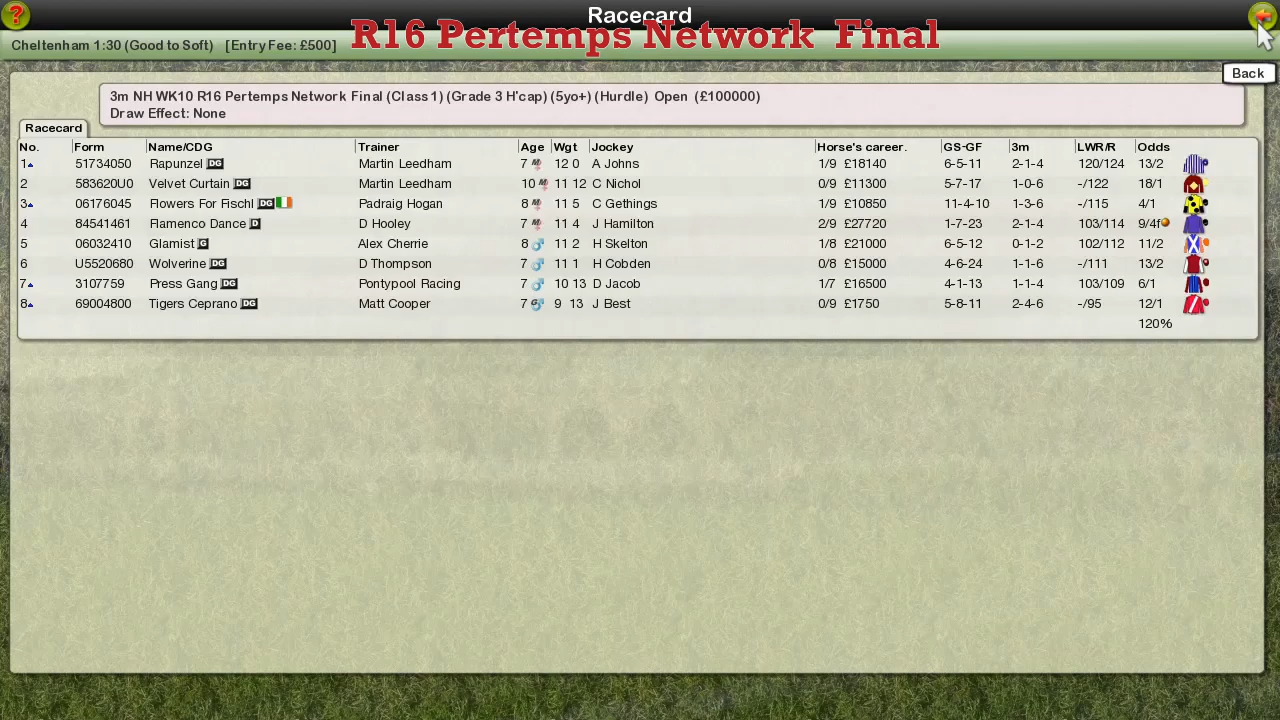 ?
Racecard
Cheltenham 1:30 (Good to Soft) [Entry Fee: £500]
R16 Pertemps Network Final
Back
3m NH WK10 R16 Pertemps Network Final (Class 1) (Grade 3 H'cap) (5yo+) (Hurdle) Open (£100000)
Draw Effect: None
Racecard
No. Form Name/CDG Trainer Age Wgt Jockey Horse's career. GS-GF 3m LWR/R Odds
1 51734050 Rapunzel DG Martin Leedham 7 12 0 A Johns 1/9 £18140 6-5-11 2-1-4 120/124 13/2
2 583620U0 Velvet Curtain DG Martin Leedham 10 11 12 C Nichol 0/9 £11300 5-7-17 1-0-6 -/122 18/1
3 06176045 Flowers For Fischl DG Padraig Hogan 8 11 5 C Gethings 1/9 £10850 11-4-10 1-3-6 -/115 4/1
4 84541461 Flamenco Dance D D Hooley 7 11 4 J Hamilton 2/9 £27720 1-7-23 2-1-4 103/114 9/4f
5 06032410 Glamist G Alex Cherrie 8 11 2 H Skelton 1/8 £21000 6-5-12 0-1-2 102/112 11/2
6 U5520680 Wolverine DG D Thompson 7 11 1 H Cobden 0/8 £15000 4-6-24 1-1-6 -/111 13/2
7 3107759 Press Gang DG Pontypool Racing 7 10 13 D Jacob 1/7 £16500 4-1-13 1-1-4 103/109 6/1
8 69004800 Tigers Ceprano DG Matt Cooper 7 9 13 J Best 0/9 £1750 5-8-11 2-4-6 -/95 12/1
120%